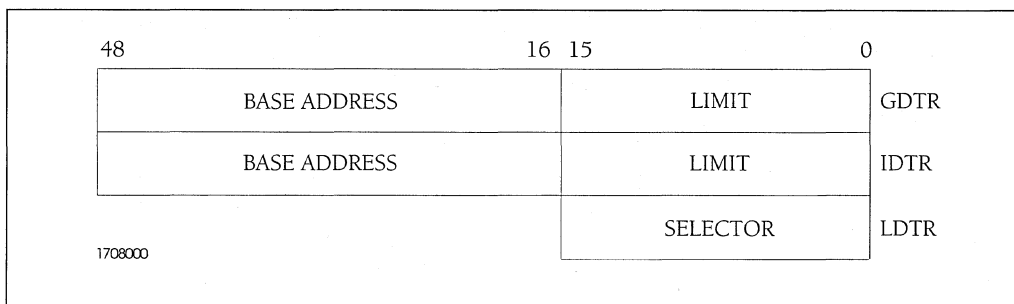 48 16 15 0
BASE ADDRESS LIMIT GDTR
BASE ADDRESS LIMIT IDTR
SELECTOR LDTR
1708000